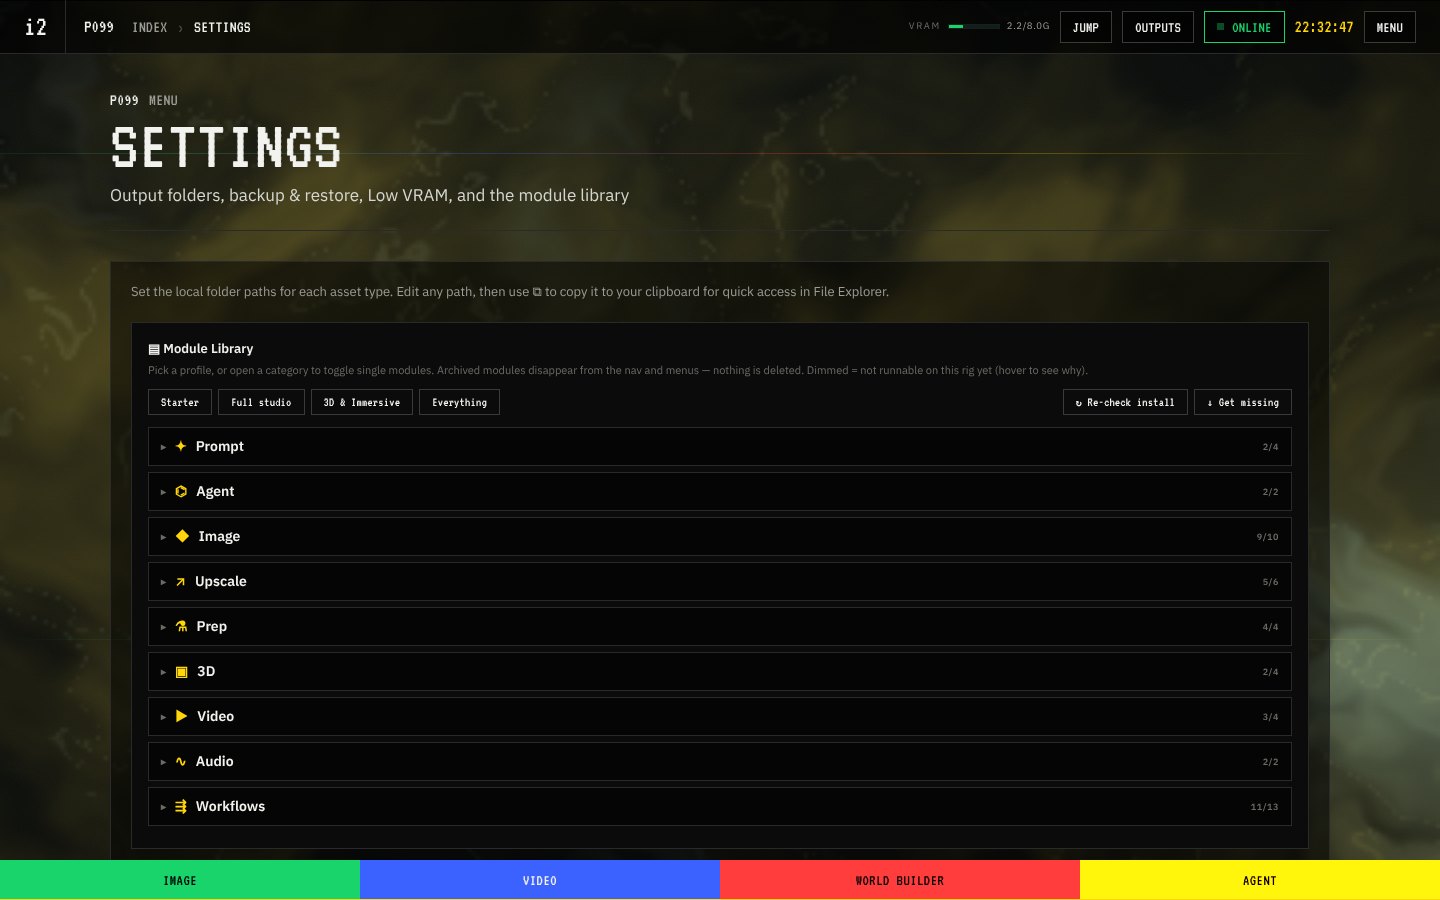 i2 P099 INDEX › SETTINGS VRAM 2.2/8.0G JUMP OUTPUTS ONLINE 22:32:47 MENU
P099 MENU
SETTINGS
Output folders, backup & restore, Low VRAM, and the module library
Set the local folder paths for each asset type. Edit any path, then use ⧉ to copy it to your clipboard for quick access in File Explorer.
▤ Module Library
Pick a profile, or open a category to toggle single modules. Archived modules disappear from the nav and menus — nothing is deleted. Dimmed = not runnable on this rig yet (hover to see why).
Starter Full studio 3D & Immersive Everything ↻ Re-check install ↓ Get missing
▸ ✦ Prompt 2/4
▸ ⌬ Agent 2/2
▸ ◆ Image 9/10
▸ ↗ Upscale 5/6
▸ ⚗ Prep 4/4
▸ ▣ 3D 2/4
▸ ▶ Video 3/4
▸ ∿ Audio 2/2
▸ ⇶ Workflows 11/13
IMAGE VIDEO WORLD BUILDER AGENT